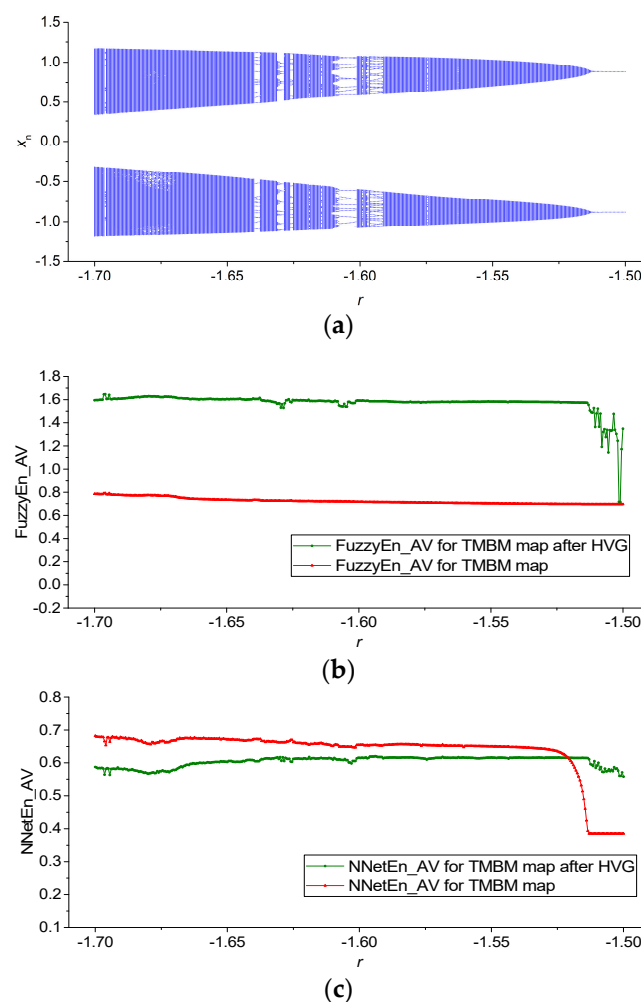 1.5
1.0
0.5
0.0
-0.5
-1.0
-1.5
xn
-1.70 -1.65 -1.60 -1.55 -1.50
r
(a)
1.8
1.6
1.4
1.2
1.0
0.8
0.6
0.4
0.2
0.0
-0.2
FuzzyEn_AV
FuzzyEn_AV for TMBM map after HVG
FuzzyEn_AV for TMBM map
-1.70 -1.65 -1.60 -1.55 -1.50
r
(b)
0.8
0.7
0.6
0.5
0.4
0.3
0.2
0.1
NNetEn_AV
NNetEn_AV for TMBM map after HVG
NNetEn_AV for TMBM map
-1.70 -1.65 -1.60 -1.55 -1.50
r
(c)